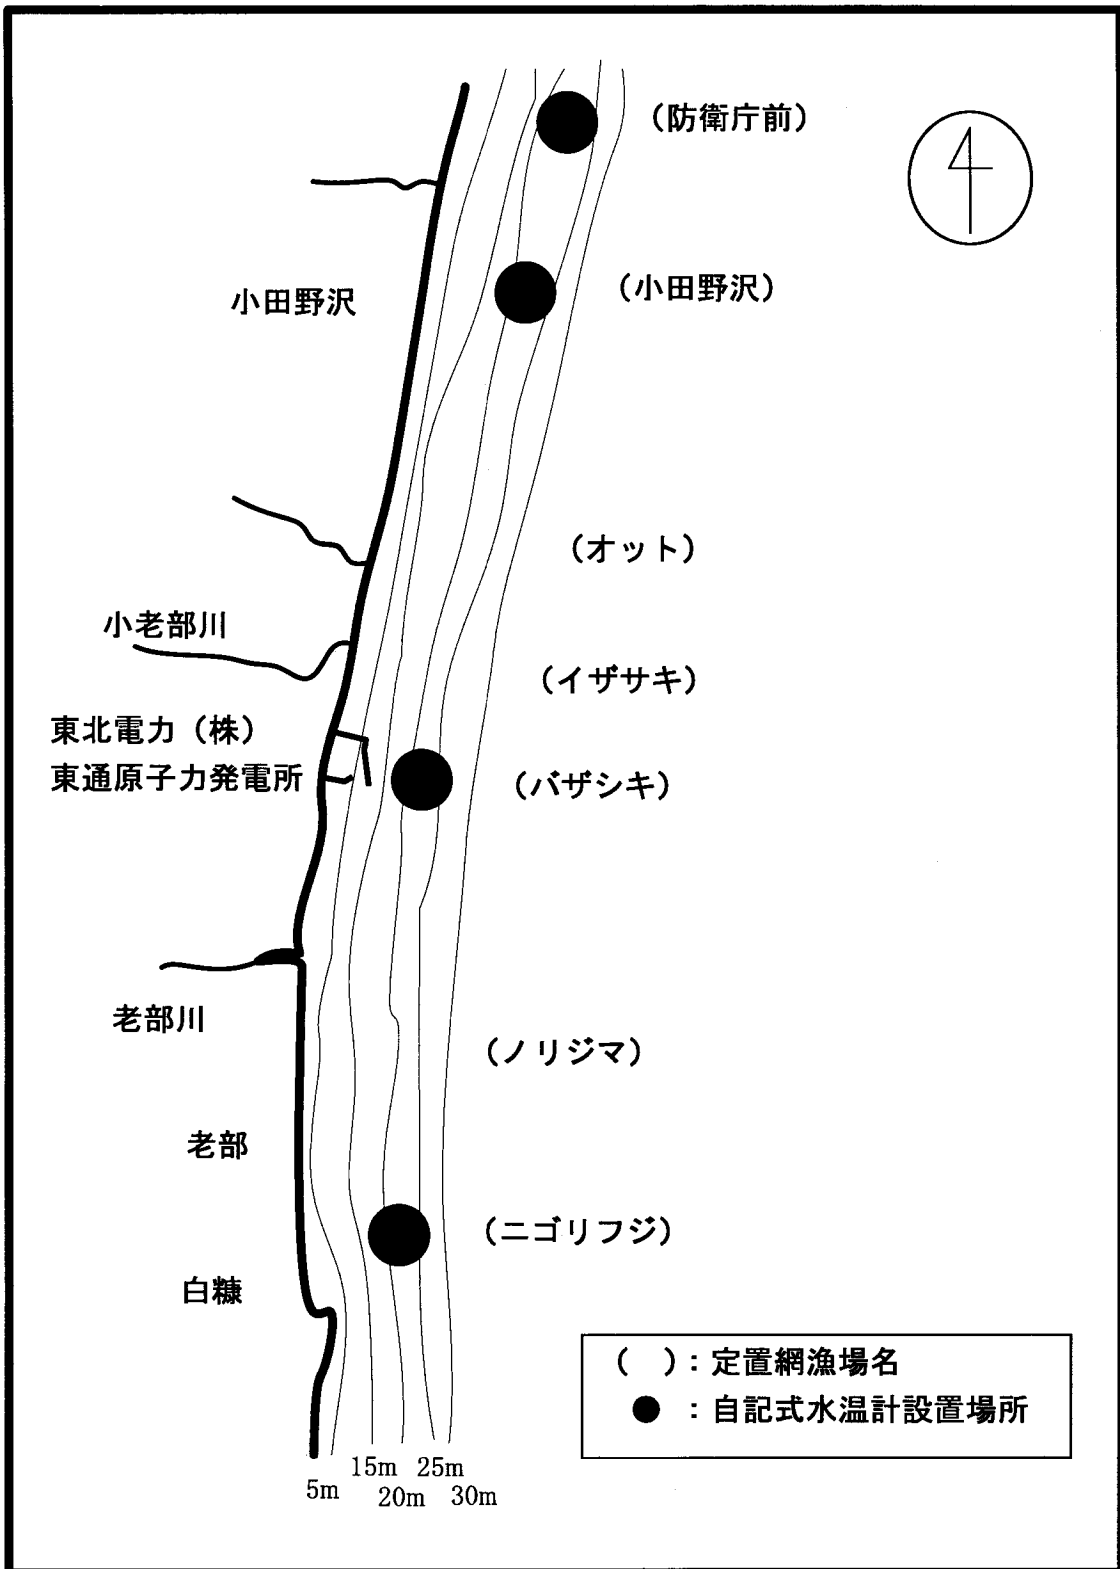 （防衛庁前）
小田野沢
（小田野沢）
（オット）
小老部川
（イザサキ）
東北電力（株）
東通原子力発電所
（バザシキ）
老部川
（ノリジマ）
老部
（ニゴリフジ）
白糠
（　）：定置網漁場名
●：自記式水温計設置場所
5m
15m
20m
25m
30m